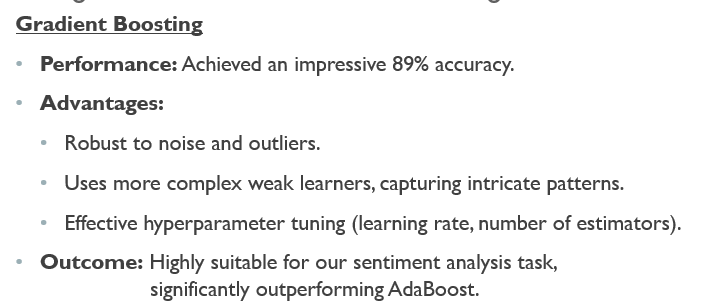 Gradient Boosting
• Performance: Achieved an impressive 89% accuracy.
• Advantages:
• Robust to noise and outliers.
• Uses more complex weak learners, capturing intricate patterns.
• Effective hyperparameter tuning (learning rate, number of estimators).
• Outcome: Highly suitable for our sentiment analysis task,
significantly outperforming AdaBoost.